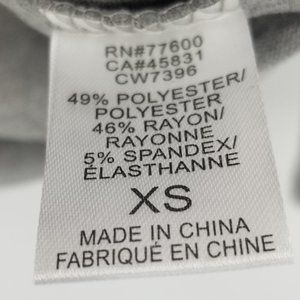 RN#77600
CA#45831
CW7396
49% POLYESTER/
POLYESTER
46% RAYON/
RAYONNE
5% SPANDEX/
ÉLASTHANNE
XS
MADE IN CHINA
FABRIQUÉ EN CHINE